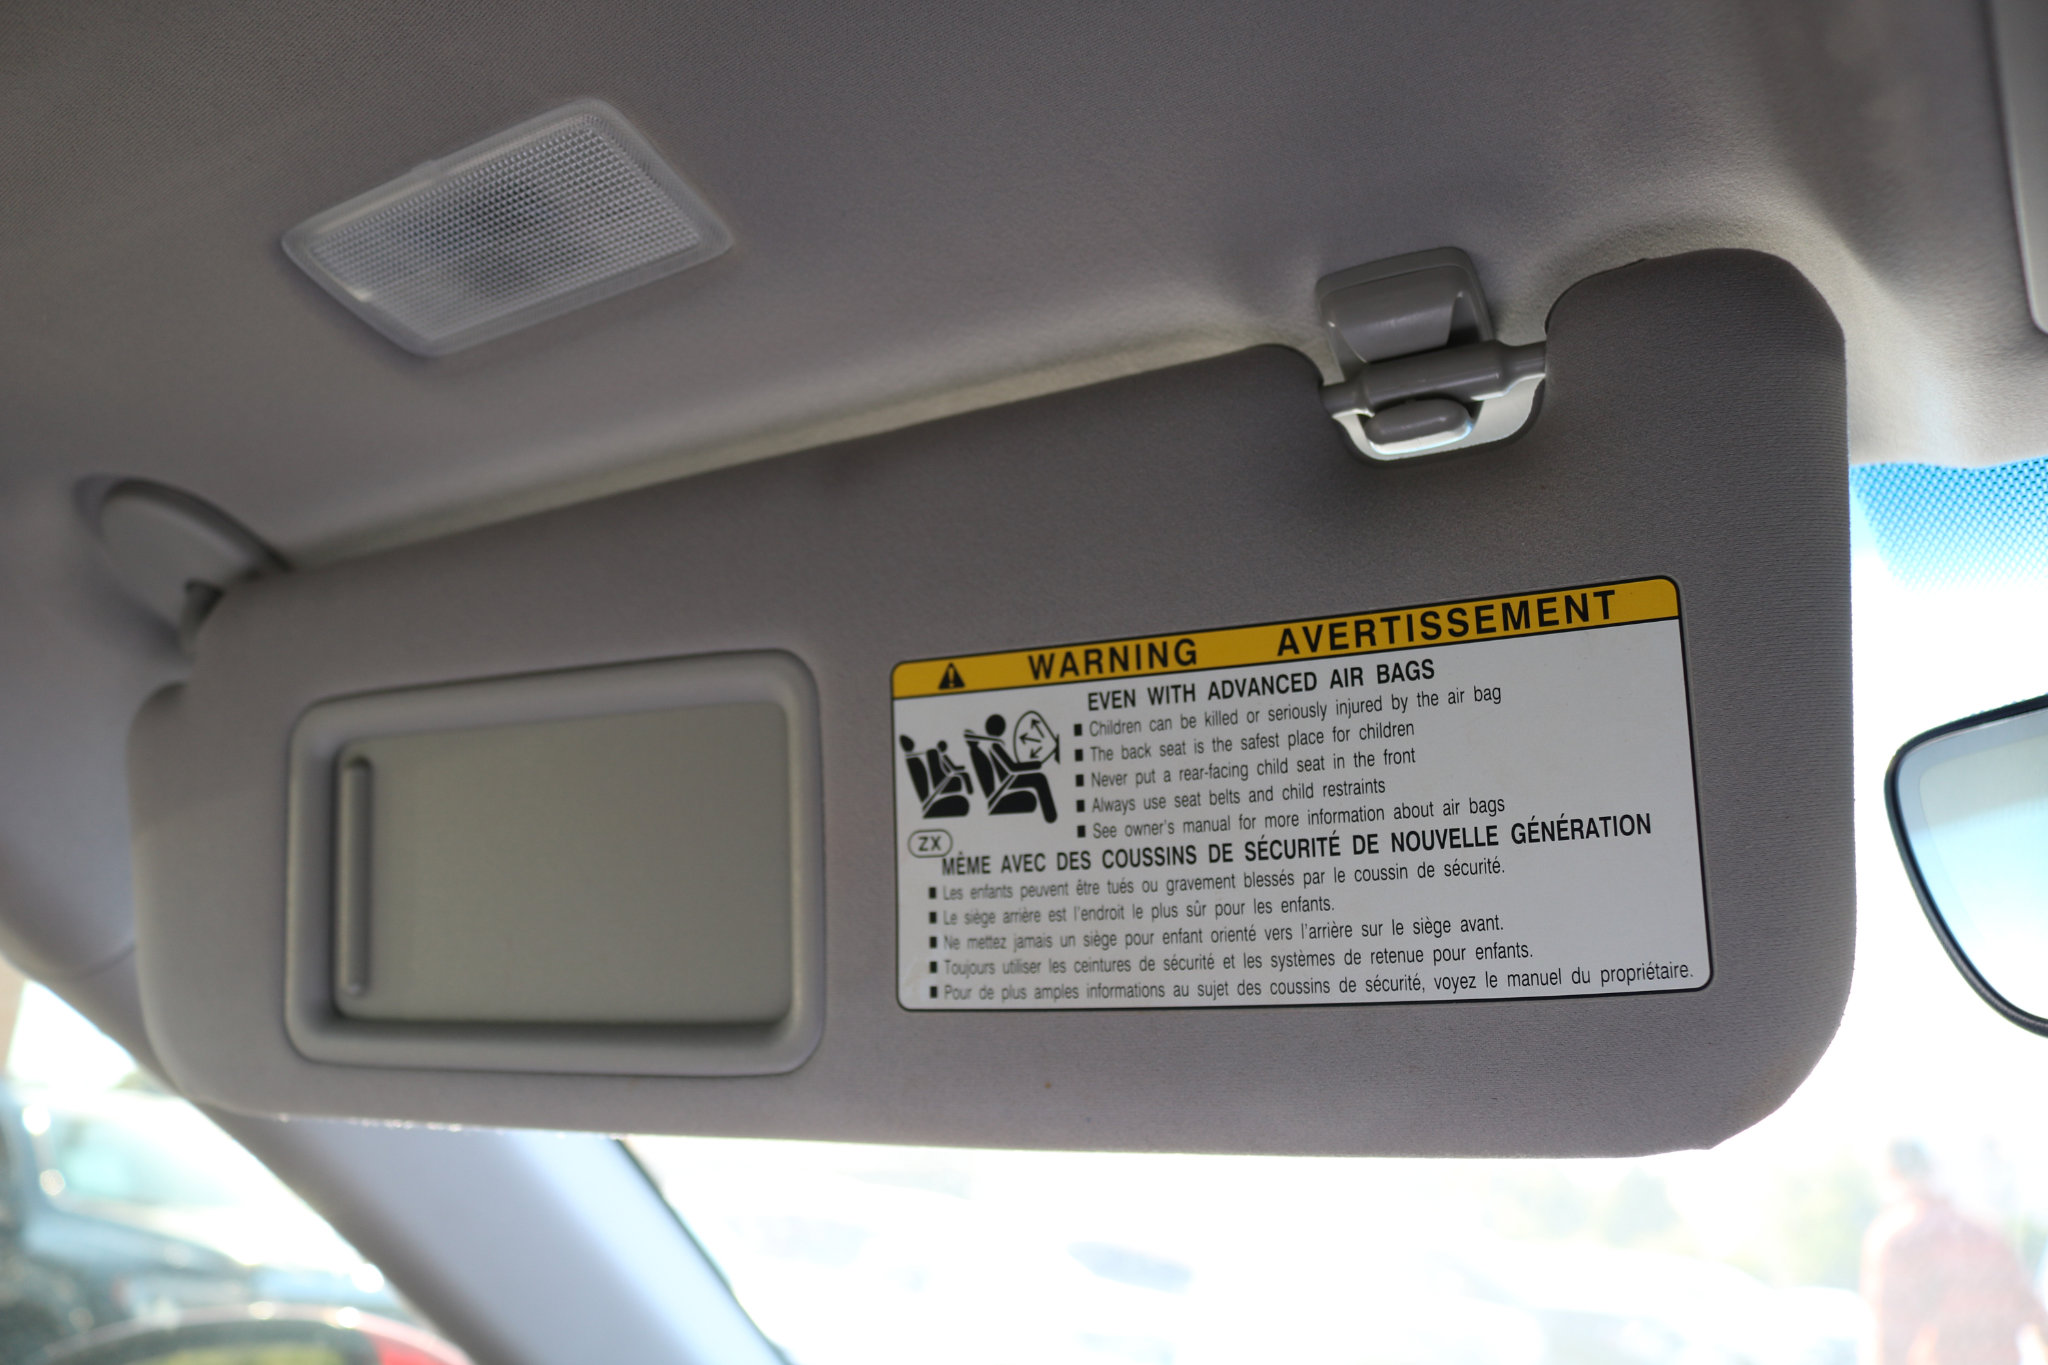 WARNING AVERTISSEMENT
EVEN WITH ADVANCED AIR BAGS
Children can be killed or seriously injured by the air bag
The back seat is the safest place for children
Never put a rear-facing child seat in the front
Always use seat belts and child restraints
See owner's manual for more information about air bags
ZX
MÊME AVEC DES COUSSINS DE SÉCURITÉ DE NOUVELLE GÉNÉRATION
Les enfants peuvent être tués ou gravement blessés par le coussin de sécurité.
Le siège arrière est l'endroit le plus sûr pour les enfants.
Ne mettez jamais un siège pour enfant orienté vers l'arrière sur le siège avant.
Toujours utiliser les ceintures de sécurité et les systèmes de retenue pour enfants.
Pour de plus amples informations au sujet des coussins de sécurité, voyez le manuel du propriétaire.